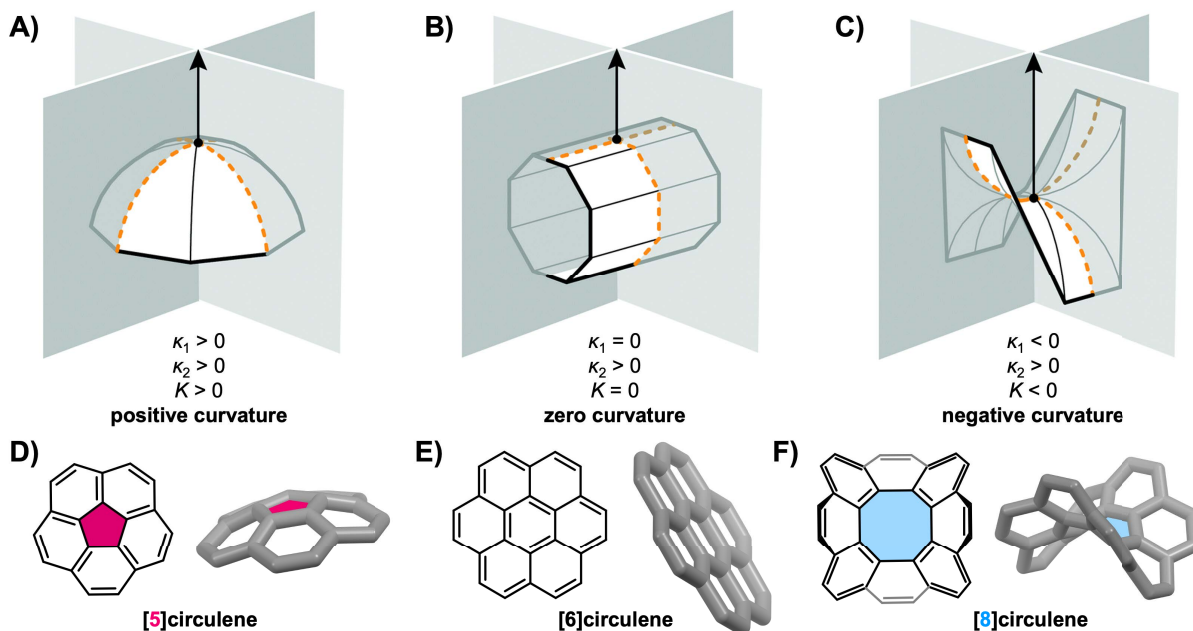 A)
B)
C)
κ₁ > 0
κ₂ > 0
K > 0
positive curvature
κ₁ = 0
κ₂ > 0
K = 0
zero curvature
κ₁ < 0
κ₂ > 0
K < 0
negative curvature
D)
E)
F)
[5]circulene
[6]circulene
[8]circulene